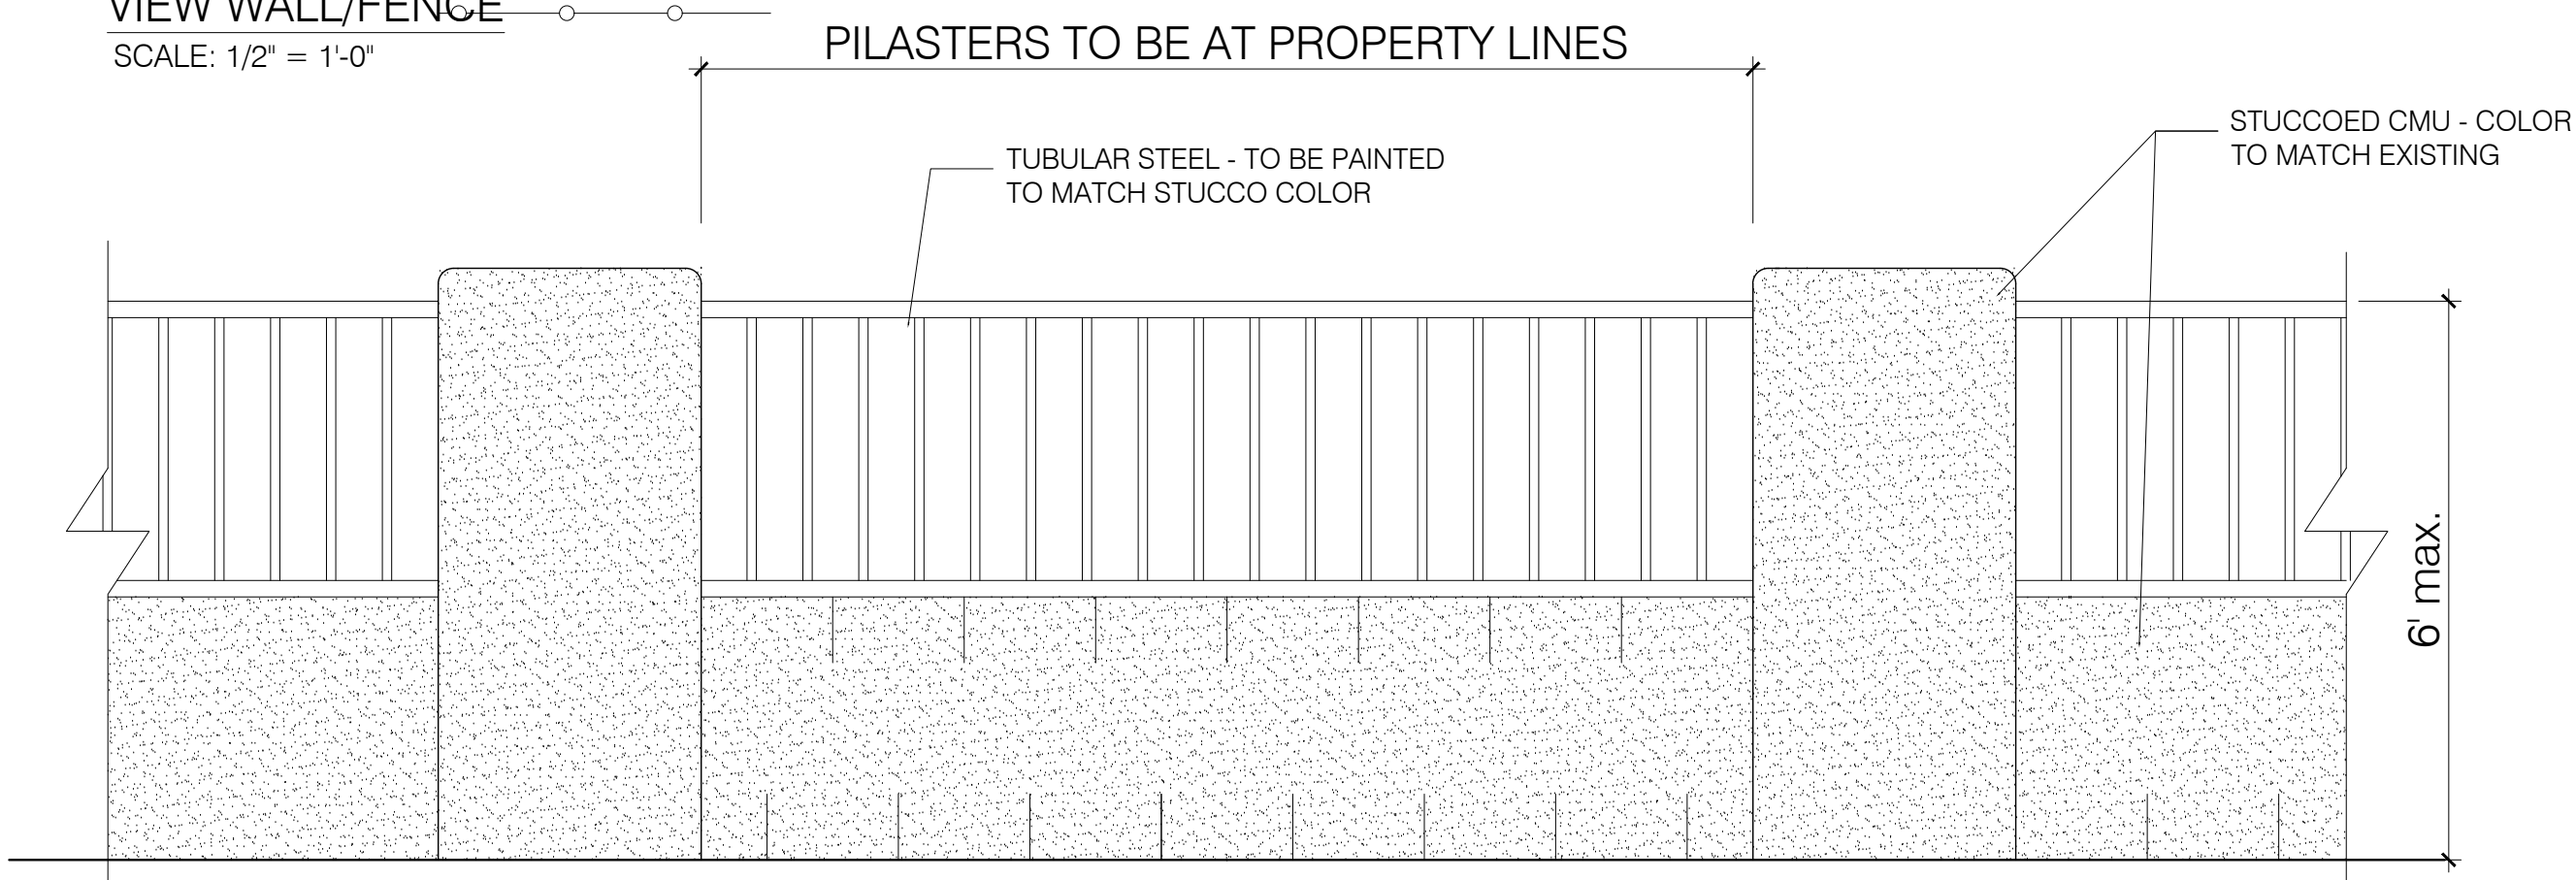 VIEW WALL/FENCE
SCALE: 1/2" = 1'-0"
PILASTERS TO BE AT PROPERTY LINES
TUBULAR STEEL - TO BE PAINTED
TO MATCH STUCCO COLOR
STUCCOED CMU - COLOR
TO MATCH EXISTING
6' max.